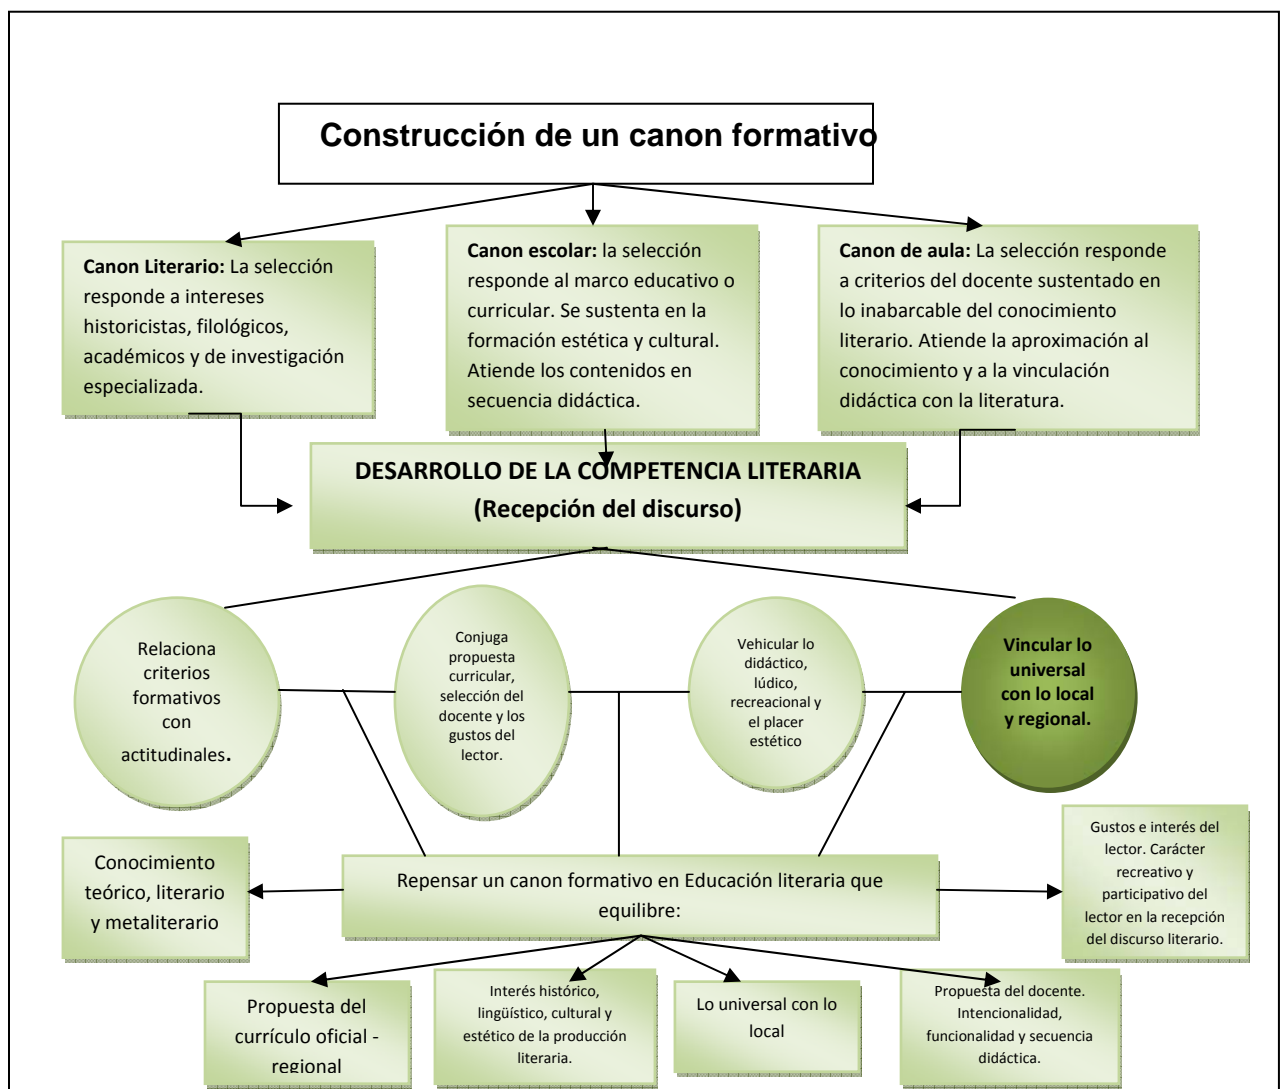 Construcción de un canon formativo
Canon Literario: La selección
responde a intereses
historicistas, filológicos,
académicos y de investigación
especializada.
Canon escolar: la selección
responde al marco educativo o
curricular. Se sustenta en la
formación estética y cultural.
Atiende los contenidos en
secuencia didáctica.
Canon de aula: La selección responde
a criterios del docente sustentado en
lo inabarcable del conocimiento
literario. Atiende la aproximación al
conocimiento y a la vinculación
didáctica con la literatura.
DESARROLLO DE LA COMPETENCIA LITERARIA
(Recepción del discurso)
Relaciona
criterios
formativos
con
actitudinales.
Conjuga
propuesta
curricular,
selección del
docente y los
gustos del
lector.
Vehicular lo
didáctico,
lúdico,
recreacional y
el placer
estético
Vincular lo
universal
con lo local
y regional.
Conocimiento
teórico, literario
y metaliterario
Repensar un canon formativo en Educación literaria que
equilibre:
Gustos e interés del
lector. Carácter
recreativo y
participativo del
lector en la recepción
del discurso literario.
Propuesta del
currículo oficial -
regional
Interés histórico,
lingüístico, cultural y
estético de la producción
literaria.
Lo universal con lo
local
Propuesta del docente.
Intencionalidad,
funcionalidad y secuencia
didáctica.